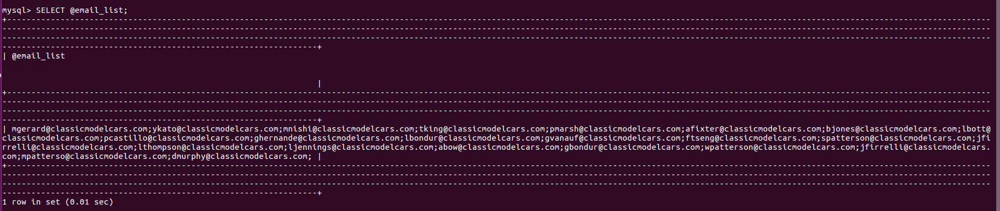 mysql> SELECT @email_list;
| @email_list
|
| mgerard@classicmodelcars.com;ykato@classicmodelcars.com;mnishi@classicmodelcars.com;tking@classicmodelcars.com;pmarsh@classicmodelcars.com;afixter@classicmodelcars.com;bjones@classicmodelcars.com;lbott@
classicmodelcars.com;pcastillo@classicmodelcars.com;ghernande@classicmodelcars.com;lbondur@classicmodelcars.com;gvanauf@classicmodelcars.com;ftseng@classicmodelcars.com;spatterson@classicmodelcars.com;jfi
rrelli@classicmodelcars.com;lthompson@classicmodelcars.com;ljennings@classicmodelcars.com;abow@classicmodelcars.com;gbondur@classicmodelcars.com;wpatterson@classicmodelcars.com;jfirrelli@classicmodelcars.
com;mpatterso@classicmodelcars.com;dmurphy@classicmodelcars.com; |
1 row in set (0.01 sec)